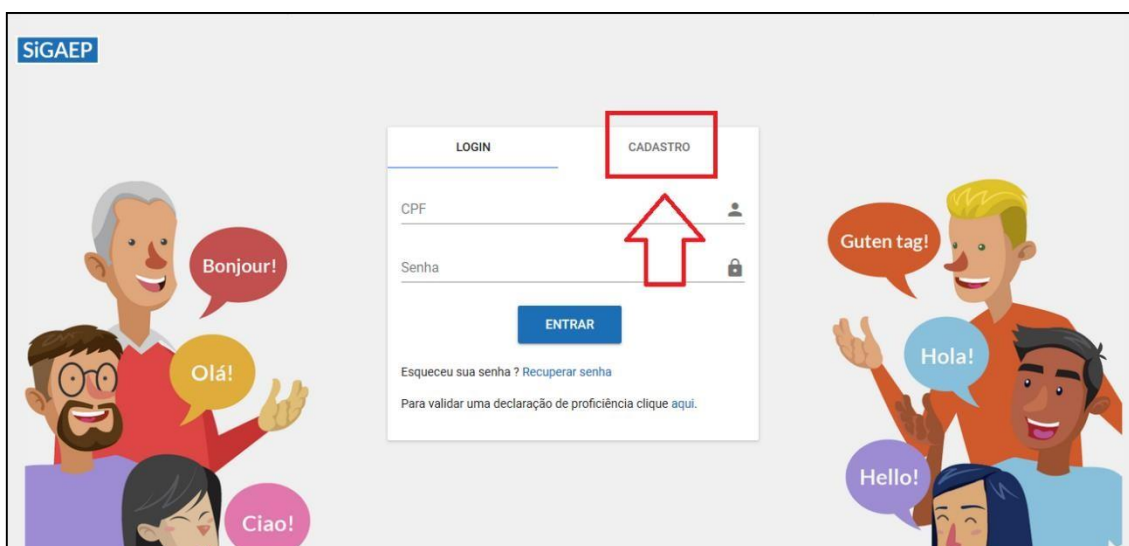 SiGAEP
LOGIN
CADASTRO
CPF
Senha
ENTRAR
Esqueceu sua senha ? Recuperar senha
Para validar uma declaração de proficiência clique aqui.
Bonjour!
Olá!
Ciao!
Guten tag!
Hola!
Hello!